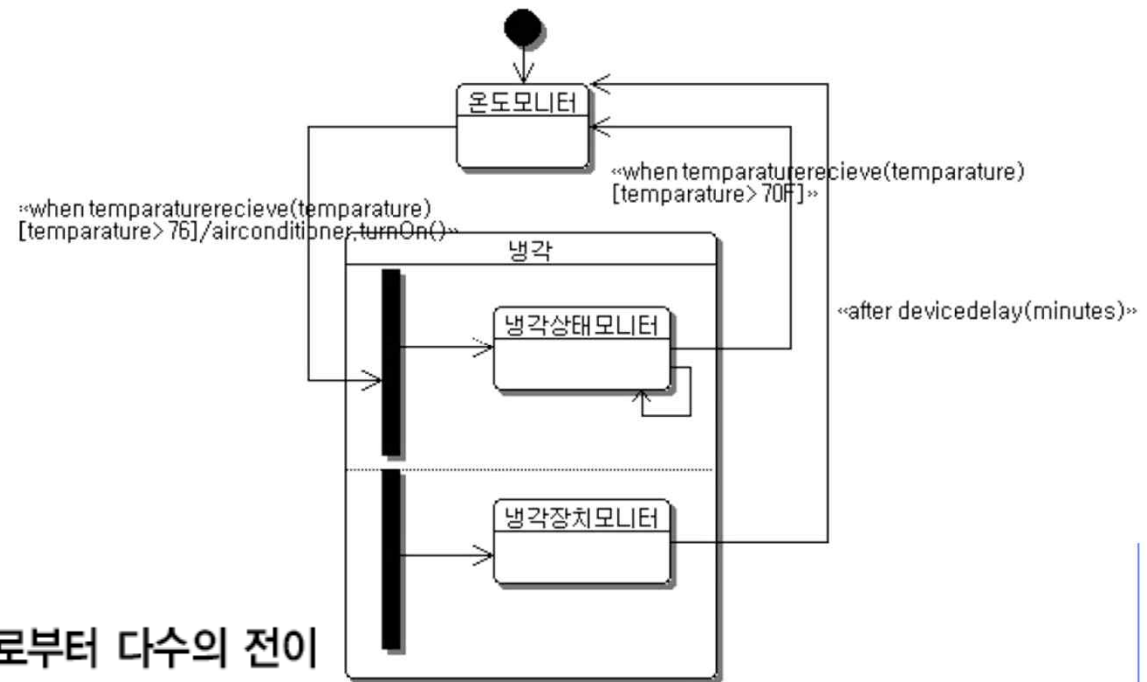 온도모니터
«when temparaturerecieve(temparature)
[temparature>70F]»
«when temparaturerecieve(temparature)
[temparature>76]/airconditioner,turnOn()»
냉각
냉각상태모니터
«after devicedelay(minutes)»
냉각장치모니터
로부터 다수의 전이